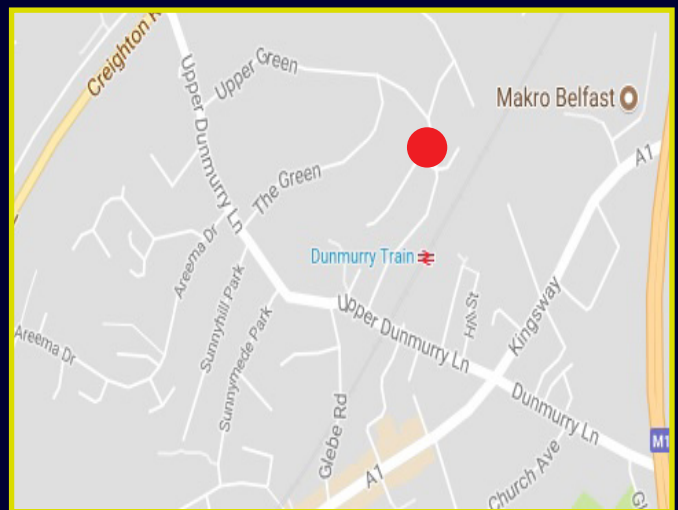 Creighton R
Upper Green
Makro Belfast
Upper Dunmurry Ln
A1
The Green
Areema Dr
Dunmurry Train
Sunnyhill Park
Hill St
Upper Dunmurry Ln
Kingsway
Areema Dr
Sunnymede Park
Dunmurry Ln
Glebe Rd
M1
A1
Church Ave
Gl